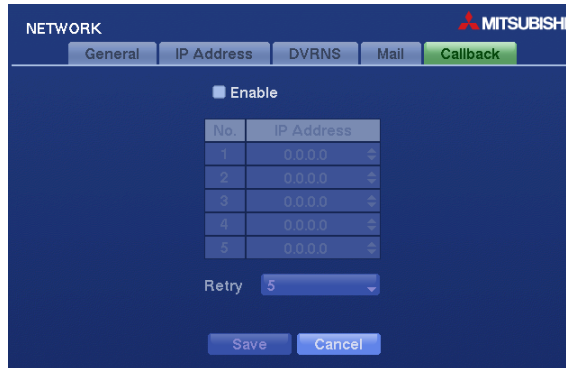 NETWORK
MITSUBISHI
General IP Address DVRNS Mail Callback
Enable
No. IP Address
1 0.0.0.0
2 0.0.0.0
3 0.0.0.0
4 0.0.0.0
5 0.0.0.0
Retry 5
Save Cancel